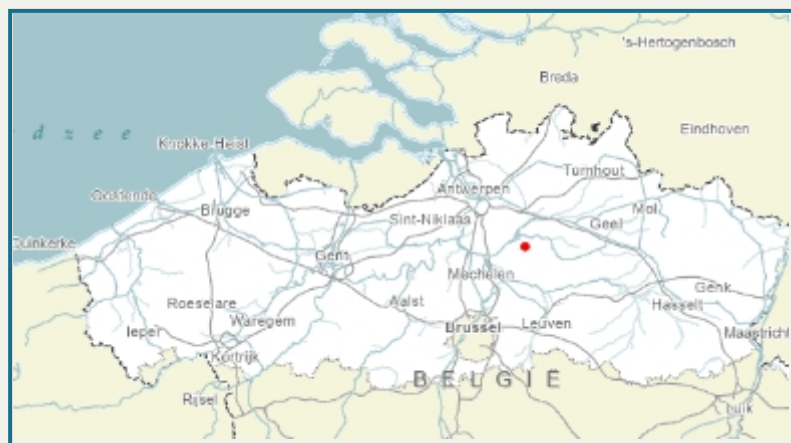 's-Hertogenbosch
Breda
dzee
Eindhoven
Knokke-Heist
Turnhout
Antwerpen
Oostende
Mol
Brugge
Sint-Niklaas
Geel
Duinkerke
Gent
Mechelen
Genk
Roeselare
Aalst
Hasselt
Ieper
Waregem
Brussel
Leuven
Maastricht
Kortrijk
BELGIË
Rijsel
Luik